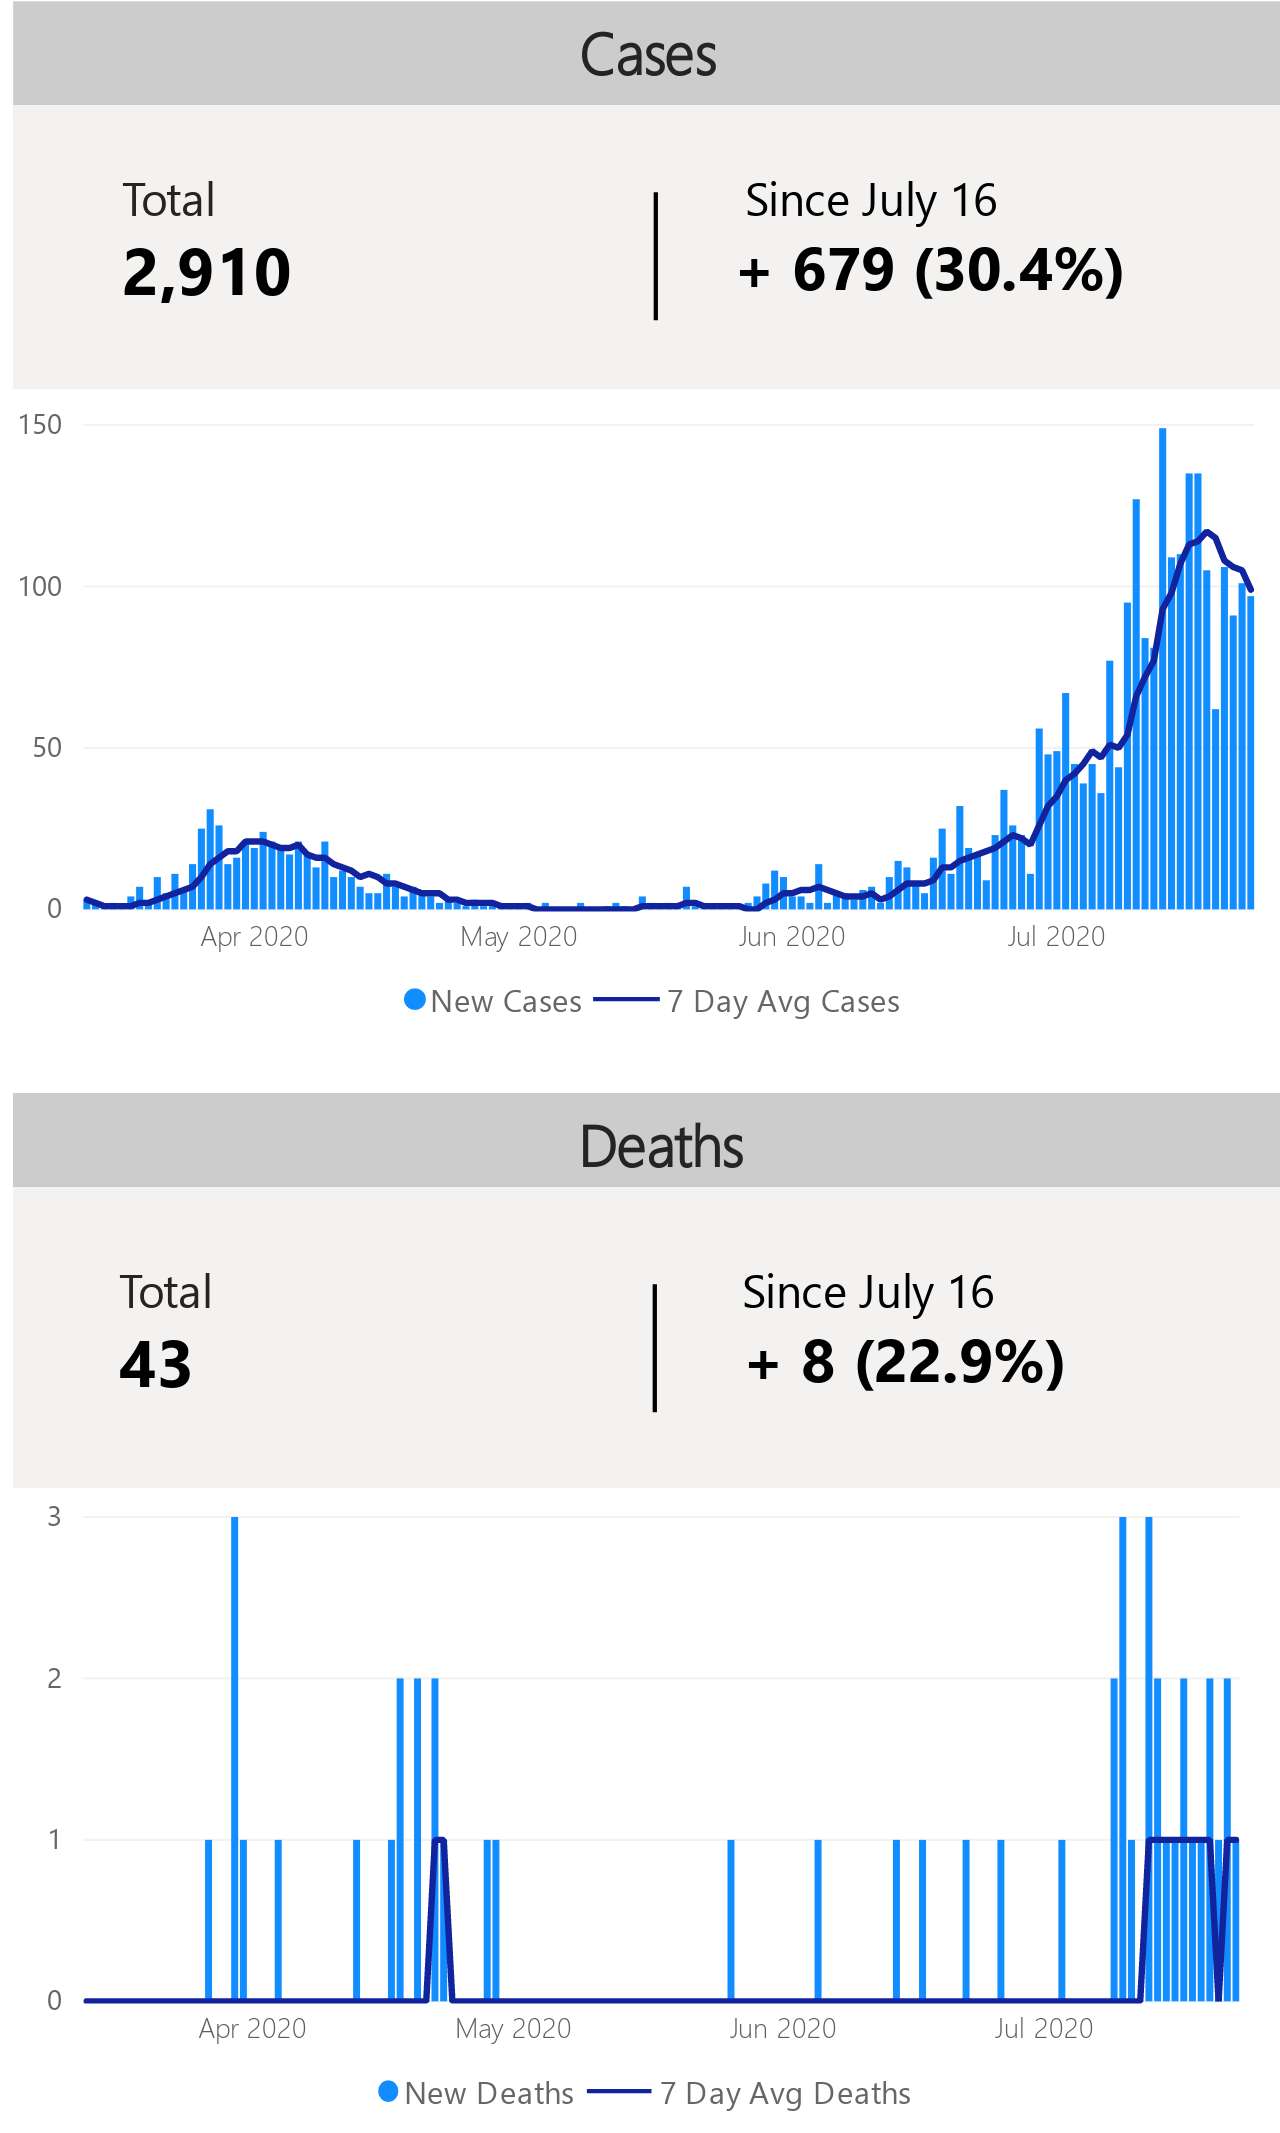 Cases
Total
Since July 16
2,910
+ 679 (30.4%)
150
100
50
0
Apr 2020
May 2020
Jun 2020
Jul 2020
New Cases
7 Day Avg Cases
Deaths
Total
Since July 16
43
+ 8 (22.9%)
3
2
1
0
Apr 2020
May 2020
Jun 2020
Jul 2020
New Deaths
7 Day Avg Deaths